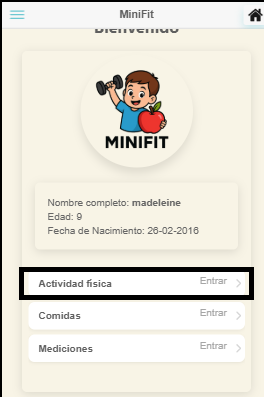 MiniFit
Bienvenido
MINIFIT
Nombre completo: madeleine
Edad: 9
Fecha de Nacimiento: 26-02-2016
Actividad física Entrar
Comidas Entrar
Mediciones Entrar